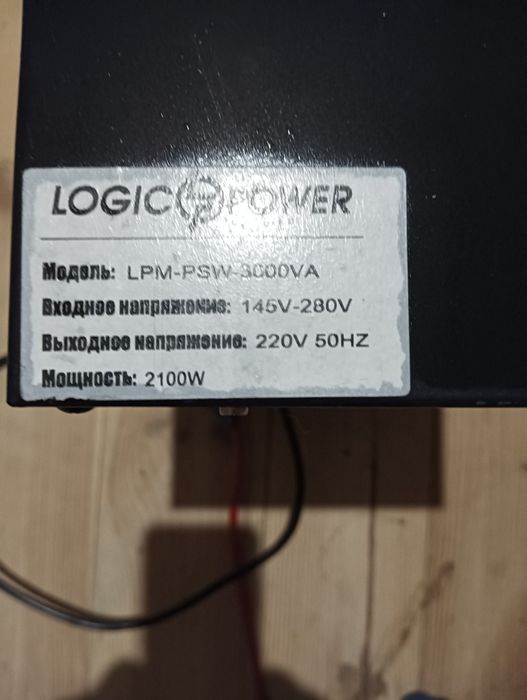 LOGIC POWER
Модель: LPM-PSW-3000VA
Входное напряжение: 145V-280V
Выходное напряжение: 220V 50HZ
Мощность: 2100W